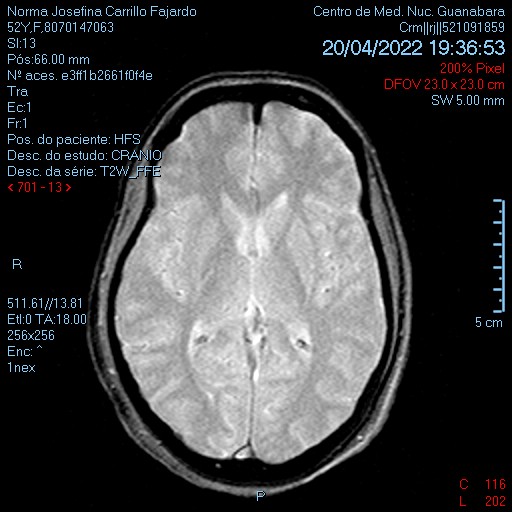 Norma Josefina Carrillo Fajardo
52Y,F,8070147063
Sl:13
Pós:66.00 mm
Nº aces. e3ff1b2661f0f4e
Tra
Ec:1
Fr:1
Pos. do paciente: HFS
Desc. do estudo: CRANIO
Desc. da série: T2W_FFE
< 701 - 13 >
Centro de Med. Nuc. Guanabara
Crm||rj||521091859
20/04/2022 19:36:53
200% Pixel
DFOV 23.0 x 23.0 cm
SW 5.00 mm
R
511.61//13.81
Etl:0 TA:18.00
256x256
Enc: ^
1nex
5 cm
P
C 116
L 202